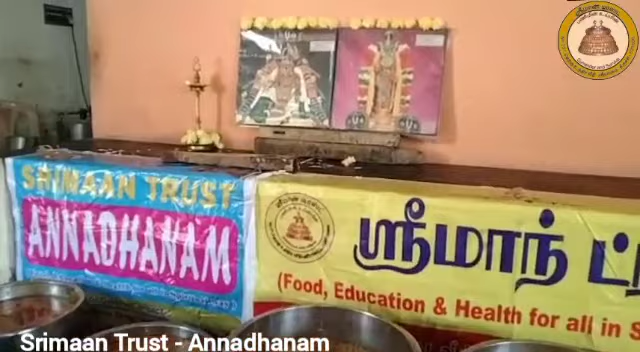 SRIMAAN TRUST
ANNADHANAM
ஸ்ரீமாந் ட்
(Food, Education & Health for all in S
Srimaan Trust - Annadhanam